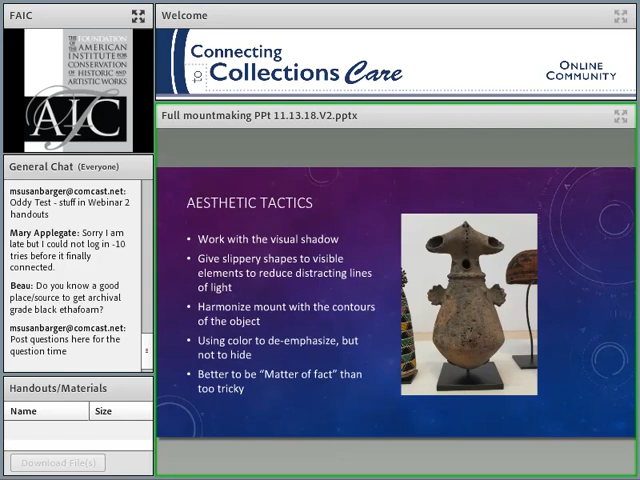 FAIC
THE FOUNDATION
OF THE
AMERICAN
INSTITUTE FOR
CONSERVATION
OF HISTORIC AND
ARTISTIC WORKS
AIC
General Chat (Everyone)
msusanbarger@comcast.net:
Oddy Test - stuff in Webinar 2
handouts
Mary Applegate: Sorry I am
late but I could not log in -10
tries before it finally
connected.
Beau: Do you know a good
place/source to get archival
grade black ethafoam?
msusanbarger@comcast.net:
Post questions here for the
question time
Handouts/Materials
Name Size
Download File(s)
Welcome
Connecting
to Collections Care
ONLINE
COMMUNITY
Full mountmaking PPt 11.13.18.V2.pptx
AESTHETIC TACTICS
• Work with the visual shadow
• Give slippery shapes to visible
elements to reduce distracting lines
of light
• Harmonize mount with the contours
of the object
• Using color to de-emphasize, but
not to hide
• Better to be “Matter of fact” than
too tricky